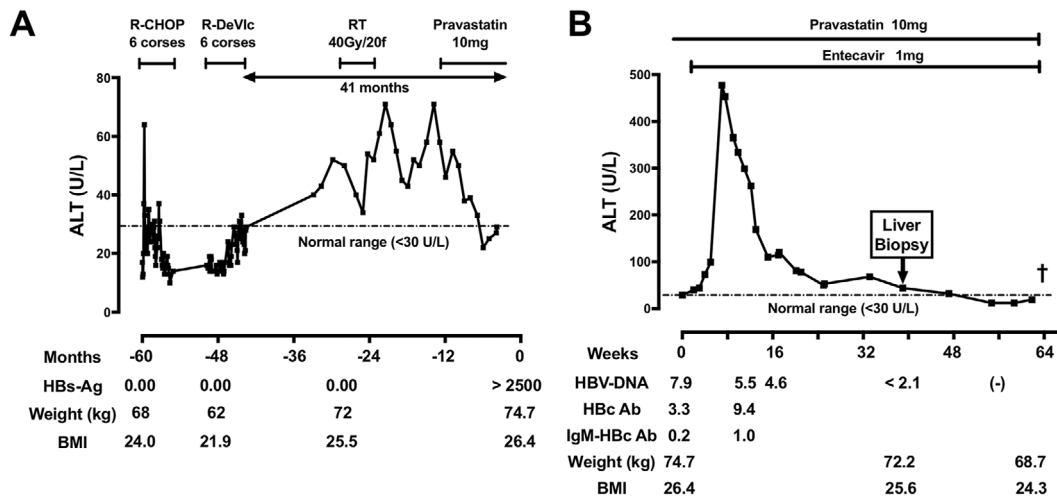 A
R-CHOP R-DeVIc RT Pravastatin
6 corses 6 corses 40Gy/20f 10mg
41 months
80
60
40
20
0
ALT (U/L)
Normal range (<30 U/L)
Months -60 -48 -36 -24 -12 0
HBs-Ag 0.00 0.00 0.00 > 2500
Weight (kg) 68 62 72 74.7
BMI 24.0 21.9 25.5 26.4
B
Pravastatin 10mg
Entecavir 1mg
500
400
300
200
100
0
ALT (U/L)
Liver
Biopsy
†
Normal range (<30 U/L)
Weeks 0 8 16 32 48 64
HBV-DNA 7.9 5.5 4.6 < 2.1 (-)
HBc Ab 3.3 9.4
IgM-HBc Ab 0.2 1.0
Weight (kg) 74.7 72.2 68.7
BMI 26.4 25.6 24.3